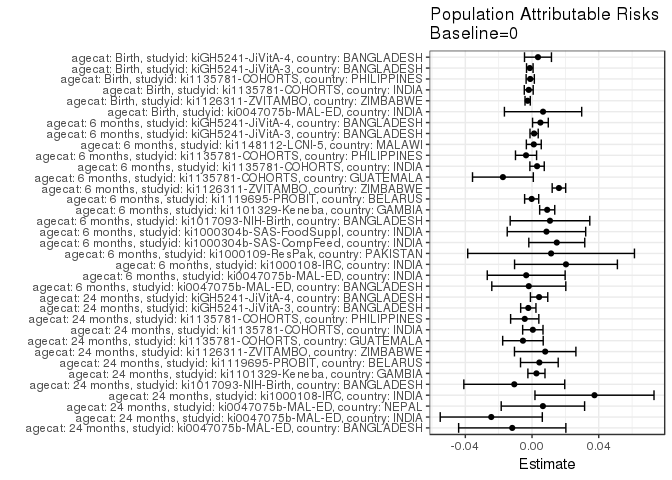 Population Attributable Risks
Baseline=0
agecat: Birth, studyid: kiGH5241-JiVitA-4, country: BANGLADESH
agecat: Birth, studyid: kiGH5241-JiVitA-3, country: BANGLADESH
agecat: Birth, studyid: ki1135781-COHORTS, country: PHILIPPINES
agecat: Birth, studyid: ki1135781-COHORTS, country: INDIA
agecat: Birth, studyid: ki1126311-ZVITAMBO, country: ZIMBABWE
agecat: Birth, studyid: ki0047075b-MAL-ED, country: INDIA
agecat: 6 months, studyid: kiGH5241-JiVitA-4, country: BANGLADESH
agecat: 6 months, studyid: kiGH5241-JiVitA-3, country: BANGLADESH
agecat: 6 months, studyid: ki1148112-LCNI-5, country: MALAWI
agecat: 6 months, studyid: ki1135781-COHORTS, country: PHILIPPINES
agecat: 6 months, studyid: ki1135781-COHORTS, country: INDIA
agecat: 6 months, studyid: ki1135781-COHORTS, country: GUATEMALA
agecat: 6 months, studyid: ki1126311-ZVITAMBO, country: ZIMBABWE
agecat: 6 months, studyid: ki1119695-PROBIT, country: BELARUS
agecat: 6 months, studyid: ki1101329-Keneba, country: GAMBIA
agecat: 6 months, studyid: ki1017093-NIH-Birth, country: BANGLADESH
agecat: 6 months, studyid: ki1000304b-SAS-FoodSuppl, country: INDIA
agecat: 6 months, studyid: ki1000304b-SAS-CompFeed, country: INDIA
agecat: 6 months, studyid: ki1000109-ResPak, country: PAKISTAN
agecat: 6 months, studyid: ki1000108-IRC, country: INDIA
agecat: 6 months, studyid: ki0047075b-MAL-ED, country: INDIA
agecat: 6 months, studyid: ki0047075b-MAL-ED, country: BANGLADESH
agecat: 24 months, studyid: kiGH5241-JiVitA-4, country: BANGLADESH
agecat: 24 months, studyid: kiGH5241-JiVitA-3, country: BANGLADESH
agecat: 24 months, studyid: ki1135781-COHORTS, country: PHILIPPINES
agecat: 24 months, studyid: ki1135781-COHORTS, country: INDIA
agecat: 24 months, studyid: ki1135781-COHORTS, country: GUATEMALA
agecat: 24 months, studyid: ki1126311-ZVITAMBO, country: ZIMBABWE
agecat: 24 months, studyid: ki1119695-PROBIT, country: BELARUS
agecat: 24 months, studyid: ki1101329-Keneba, country: GAMBIA
agecat: 24 months, studyid: ki1017093-NIH-Birth, country: BANGLADESH
agecat: 24 months, studyid: ki1000108-IRC, country: INDIA
agecat: 24 months, studyid: ki0047075b-MAL-ED, country: NEPAL
agecat: 24 months, studyid: ki0047075b-MAL-ED, country: INDIA
agecat: 24 months, studyid: ki0047075b-MAL-ED, country: BANGLADESH
-0.04 0.00 0.04
Estimate